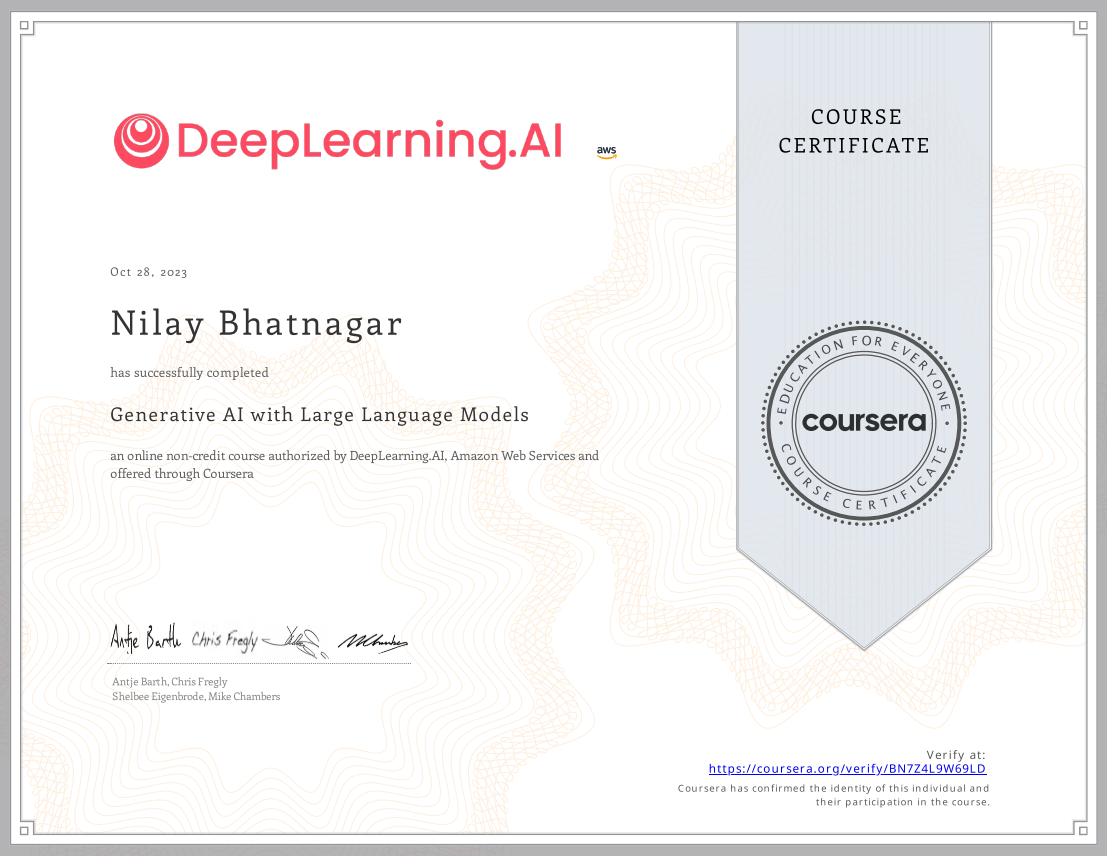 DeepLearning.AI
aws
COURSE
CERTIFICATE
Oct 28, 2023
Nilay Bhatnagar
has successfully completed
Generative AI with Large Language Models
an online non-credit course authorized by DeepLearning.AI, Amazon Web Services and
offered through Coursera
EDUCATION FOR EVERYONE
coursera
COURSE CERTIFICATE
Antje Barth Chris Fregly
Antje Barth, Chris Fregly
Shelbee Eigenbrode, Mike Chambers
Verify at:
https://coursera.org/verify/BN7Z4L9W69LD
Coursera has confirmed the identity of this individual and
their participation in the course.